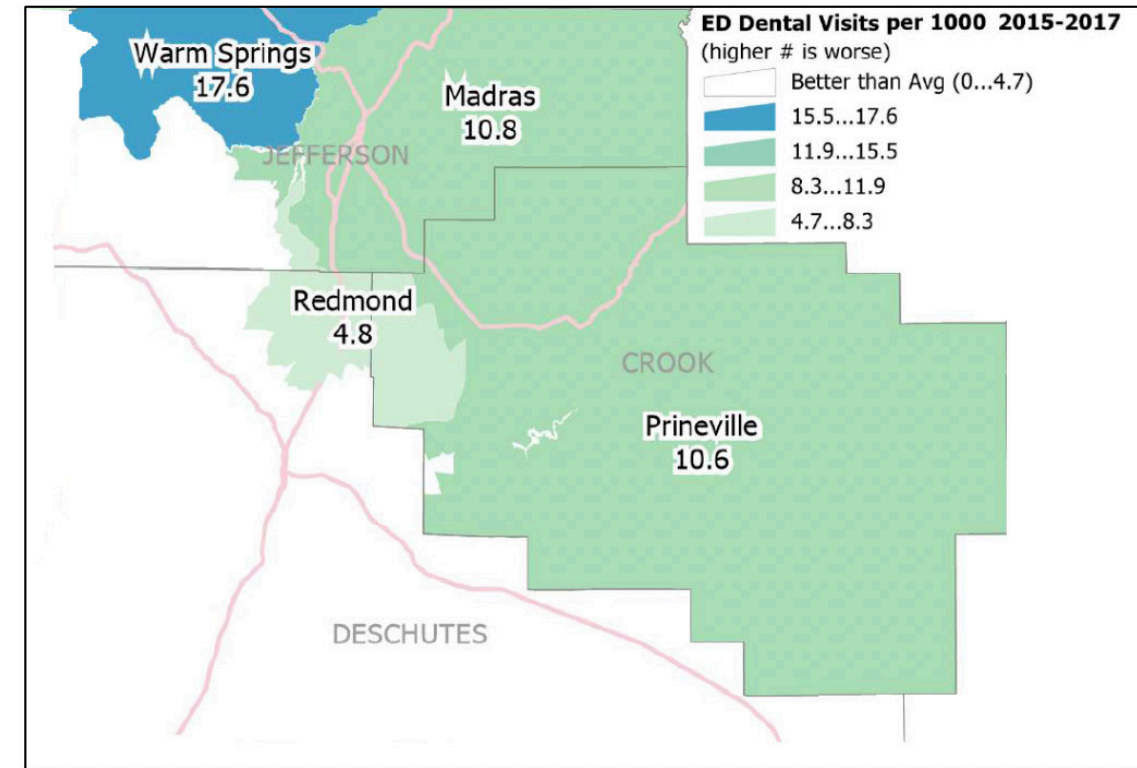 ED Dental Visits per 1000 2015-2017
(higher # is worse)
Better than Avg (0...4.7)
15.5...17.6
11.9...15.5
8.3...11.9
4.7...8.3
Warm Springs
17.6
Madras
10.8
JEFFERSON
Redmond
4.8
CROOK
Prineville
10.6
DESCHUTES